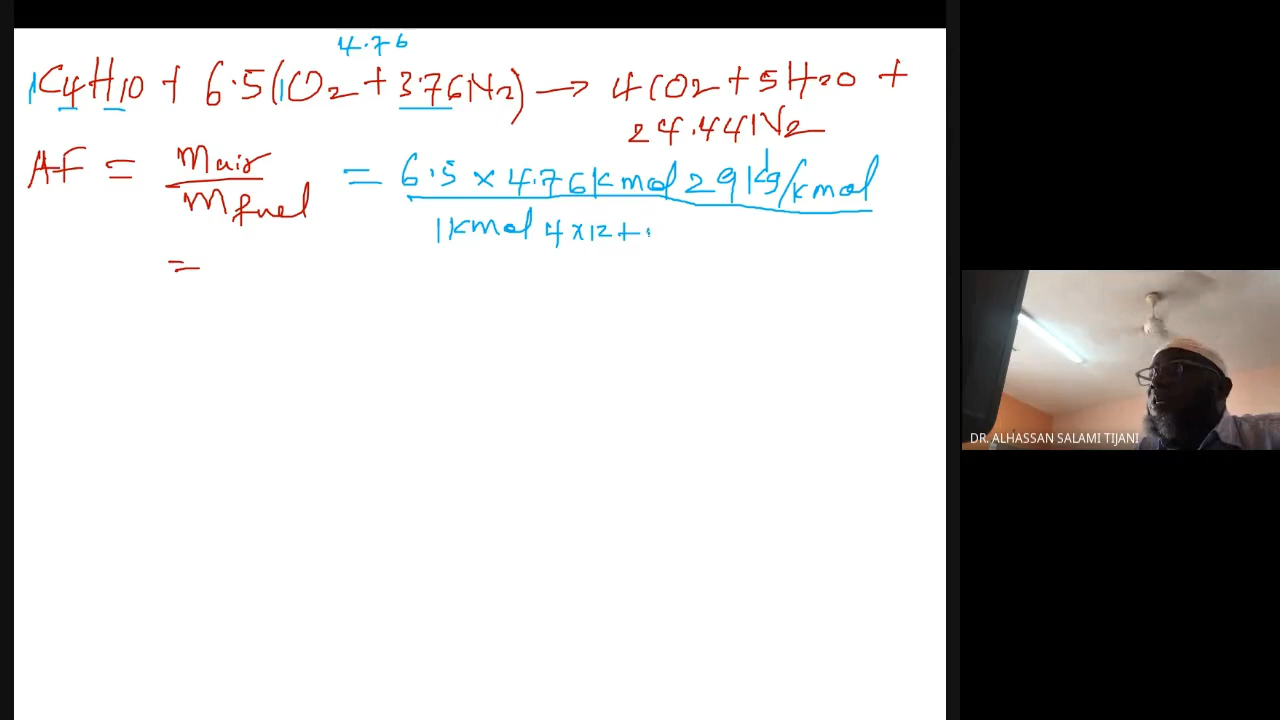 4.76
1C4H10 + 6.5(1O2 + 3.76N2) → 4CO2 + 5H2O +
24.44N2
AF = mair/mfuel = 6.5 × 4.76 kmol 29 kg/kmol
1 kmol 4 × 12 +
=
DR. ALHASSAN SALAMI TIJANI